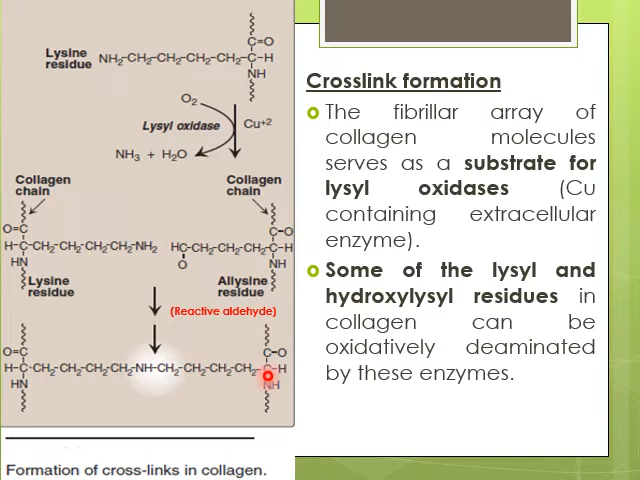 C=O
Lysine
residue
NH2-CH2-CH2-CH2-CH2-C-H
NH
O2
Lysyl oxidase
Cu+2
NH3 + H2O
Collagen
chain
Collagen
chain
O=C
C-O
H-C-CH2-CH2-CH2-CH2-NH2
HC-CH2-CH2-CH2-C-H
HN
O
NH
Lysine
residue
Allysine
residue
(Reactive aldehyde)
O=C
C-O
H-C-CH2-CH2-CH2-CH2-NH-CH2-CH2-CH2-CH2-C-H
HN
NH
Formation of cross-links in collagen.
Crosslink formation
The fibrillar array of
collagen molecules
serves as a substrate for
lysyl oxidases (Cu
containing extracellular
enzyme).
Some of the lysyl and
hydroxylysyl residues in
collagen can be
oxidatively deaminated
by these enzymes.